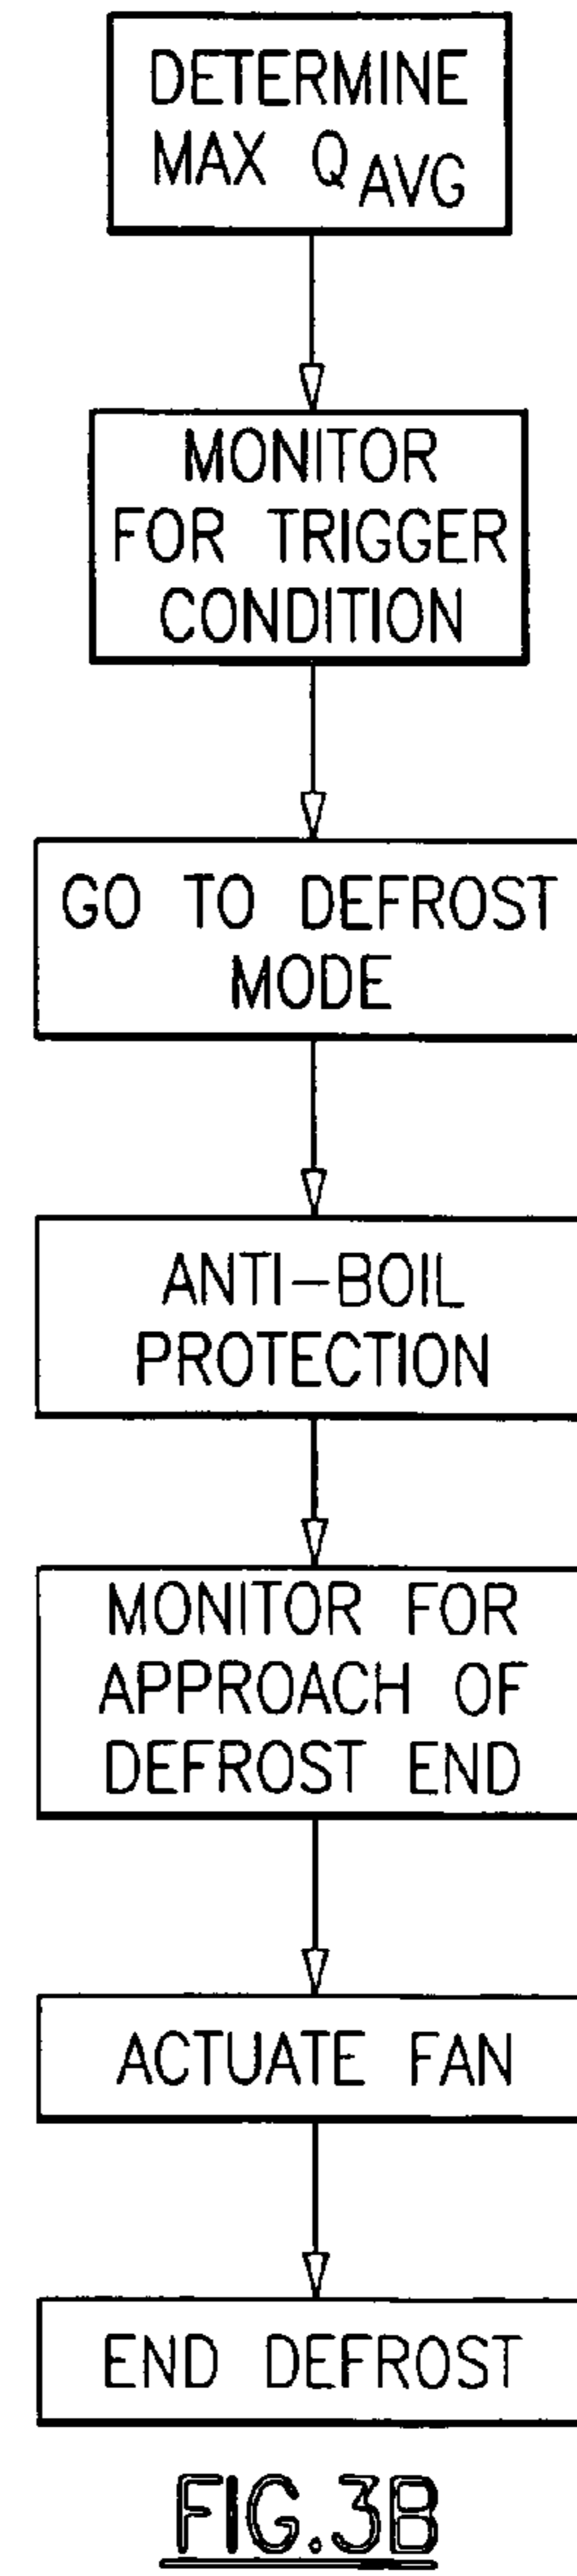 DETERMINE
MAX QAVG
MONITOR
FOR TRIGGER
CONDITION
GO TO DEFROST
MODE
ANTI-BOIL
PROTECTION
MONITOR FOR
APPROACH OF
DEFROST END
ACTUATE FAN
END DEFROST
FIG.3B